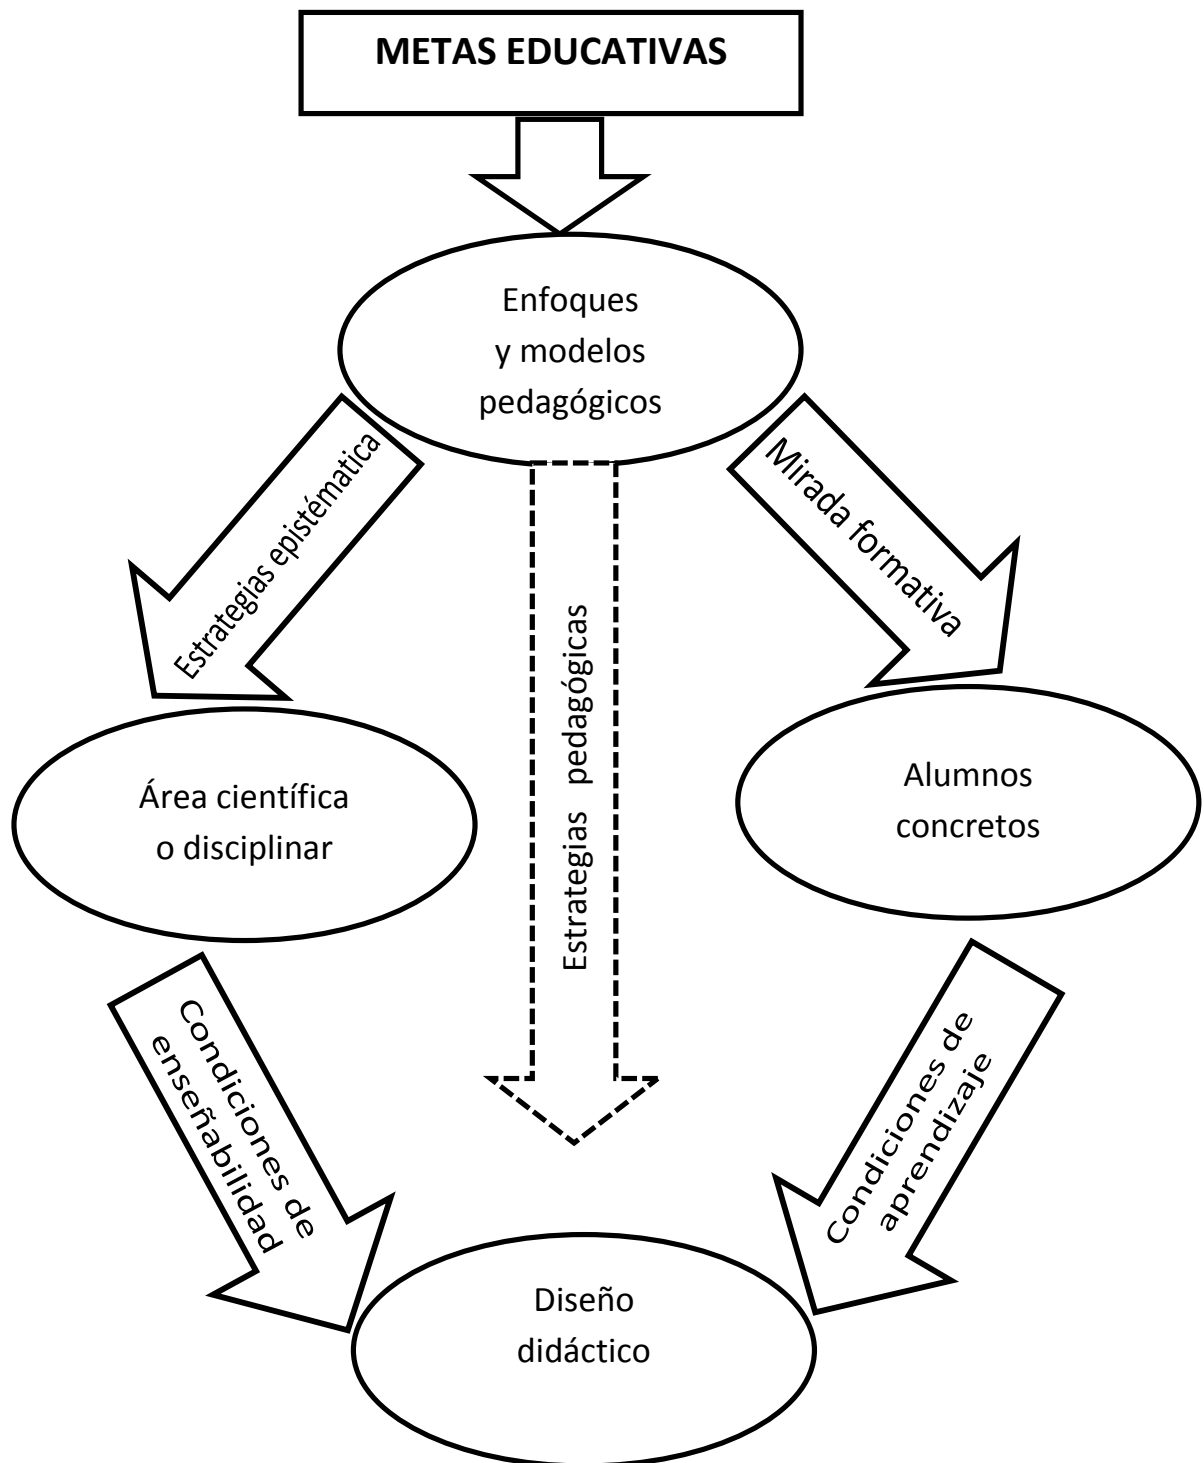 METAS EDUCATIVAS
Enfoques
y modelos
pedagógicos
Estrategias epistématica
Mirada formativa
Estrategias pedagógicas
Área científica
o disciplinar
Alumnos
concretos
Condiciones de
enseñabilidad
Condiciones de
aprendizaje
Diseño
didáctico